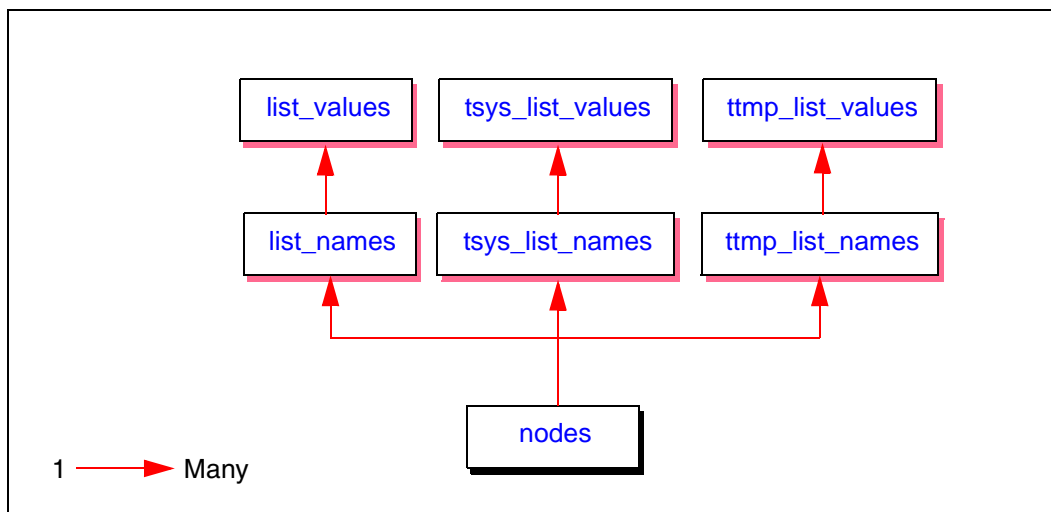 list_values tsys_list_values ttmp_list_values
list_names tsys_list_names ttmp_list_names
nodes
1 Many